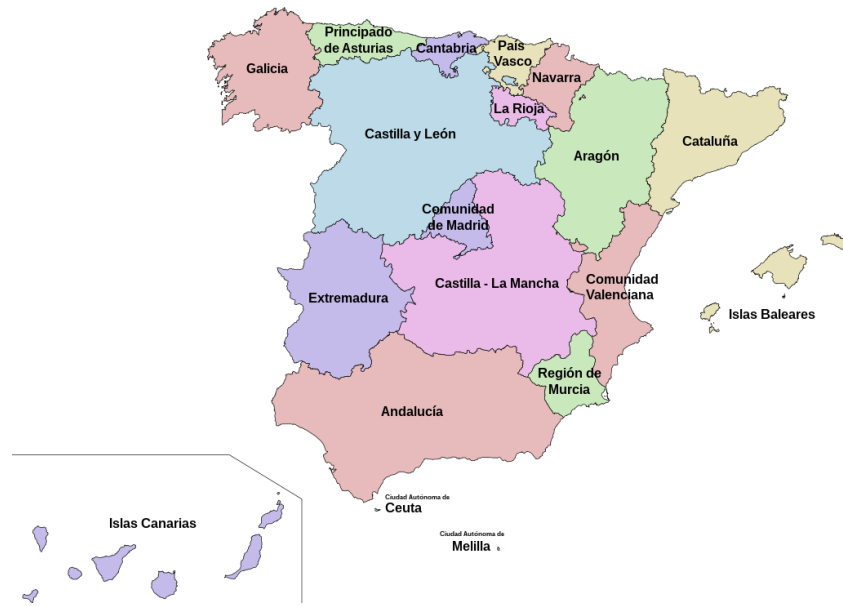 Principado
de Asturias
Cantabria
País
Vasco
Galicia
Navarra
La Rioja
Castilla y León
Aragón
Cataluña
Comunidad
de Madrid
Castilla - La Mancha
Comunidad
Valenciana
Extremadura
Islas Baleares
Región de
Murcia
Andalucía
Ciudad Autónoma de
Ceuta
Islas Canarias
Ciudad Autónoma de
Melilla